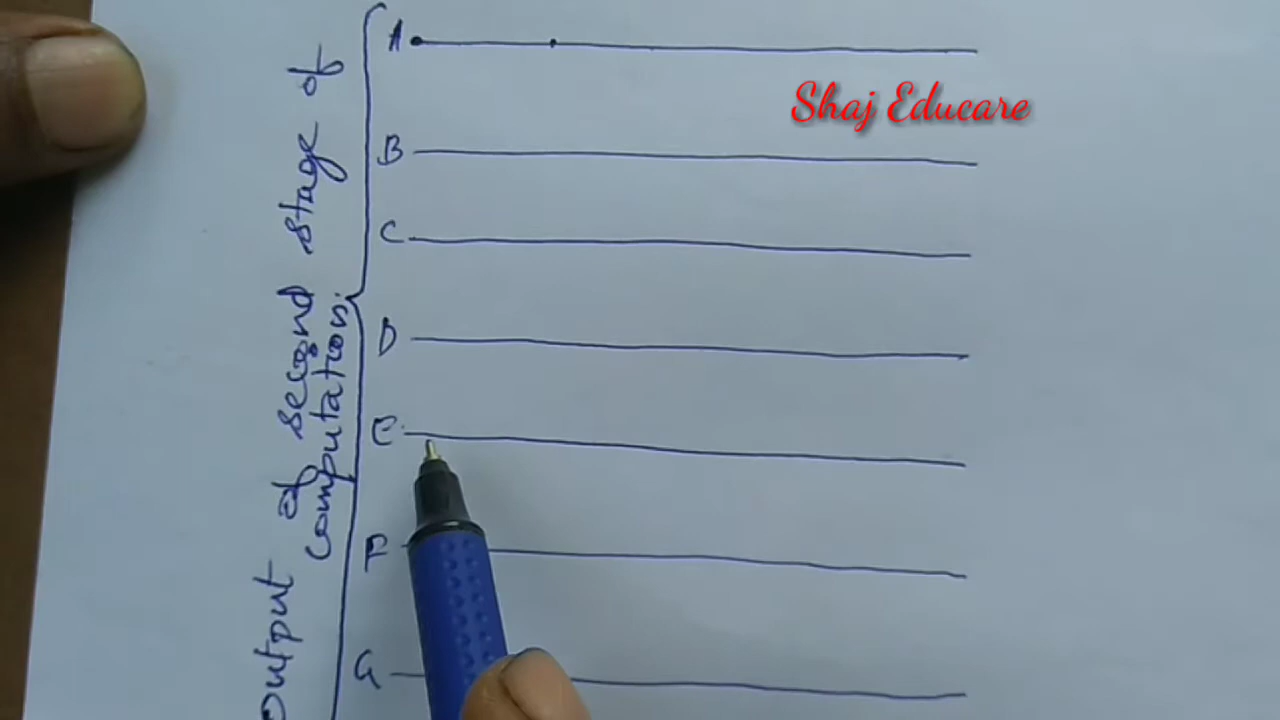 A
Shaj Educare
B
C
D
E
F
G
Output of second stage of
computation.